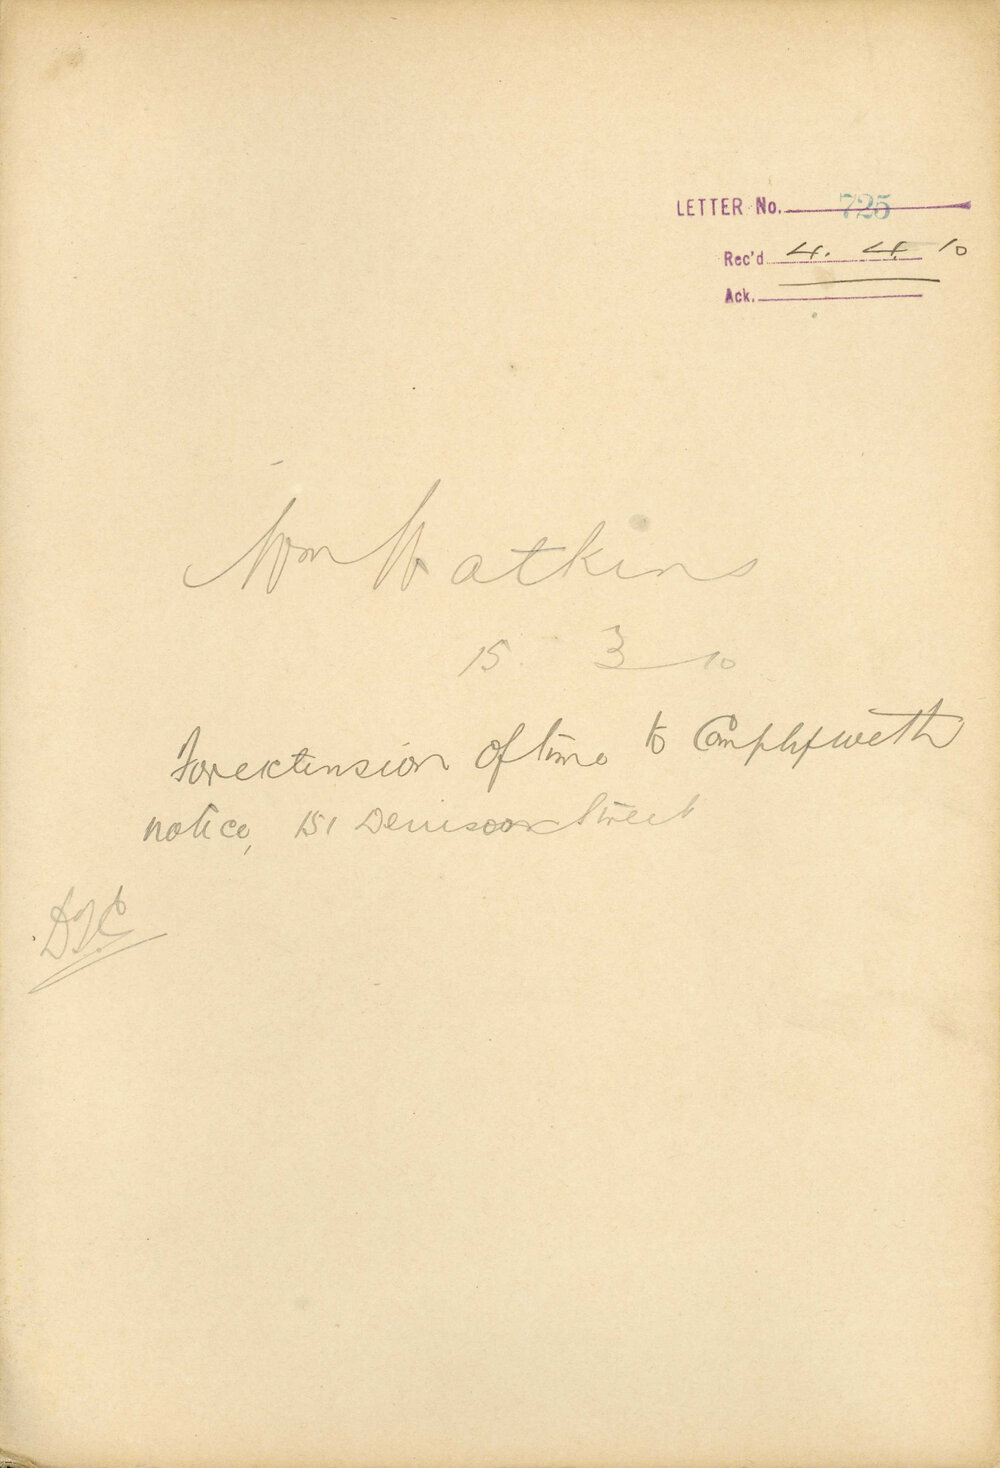 LETTER No. 725
Rec'd 4. 4. 10
Ack.
Wm Watkins
15. 3 10
For extension of time to Comply with
notice, 151 Denison Street